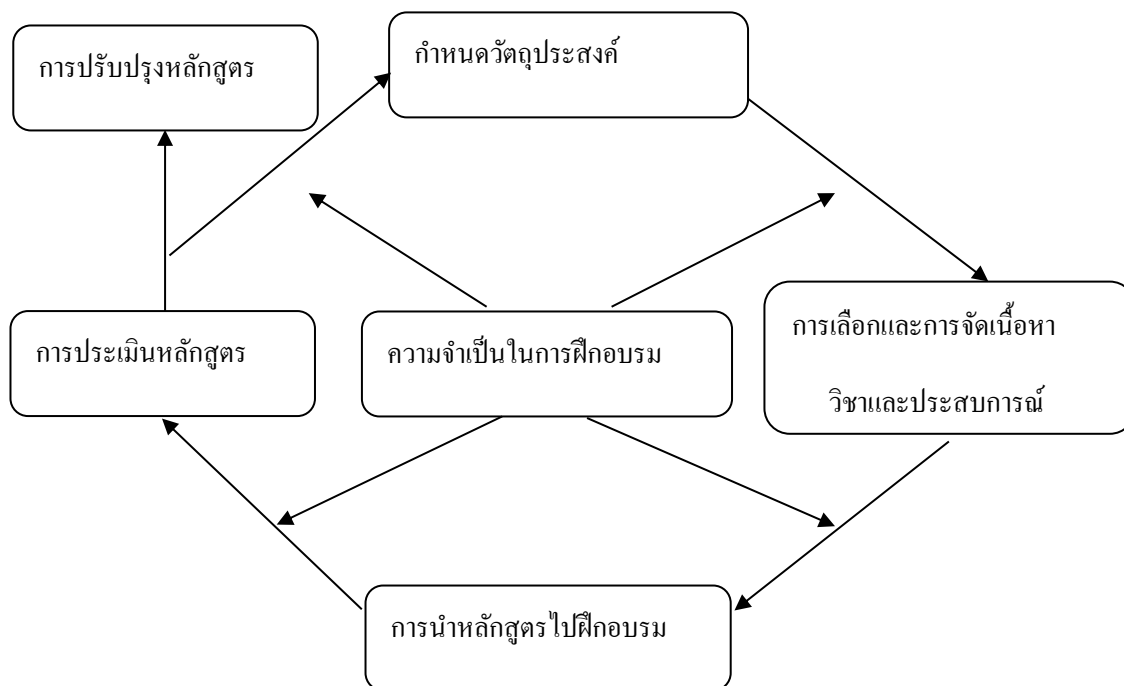 การปรับปรุงหลักสูตร
กำหนดวัตถุประสงค์
การประเมินหลักสูตร
ความจำเป็นในการฝึกอบรม
การเลือกและการจัดเนื้อหา
วิชาและประสบการณ์
การนำหลักสูตรไปฝึกอบรม